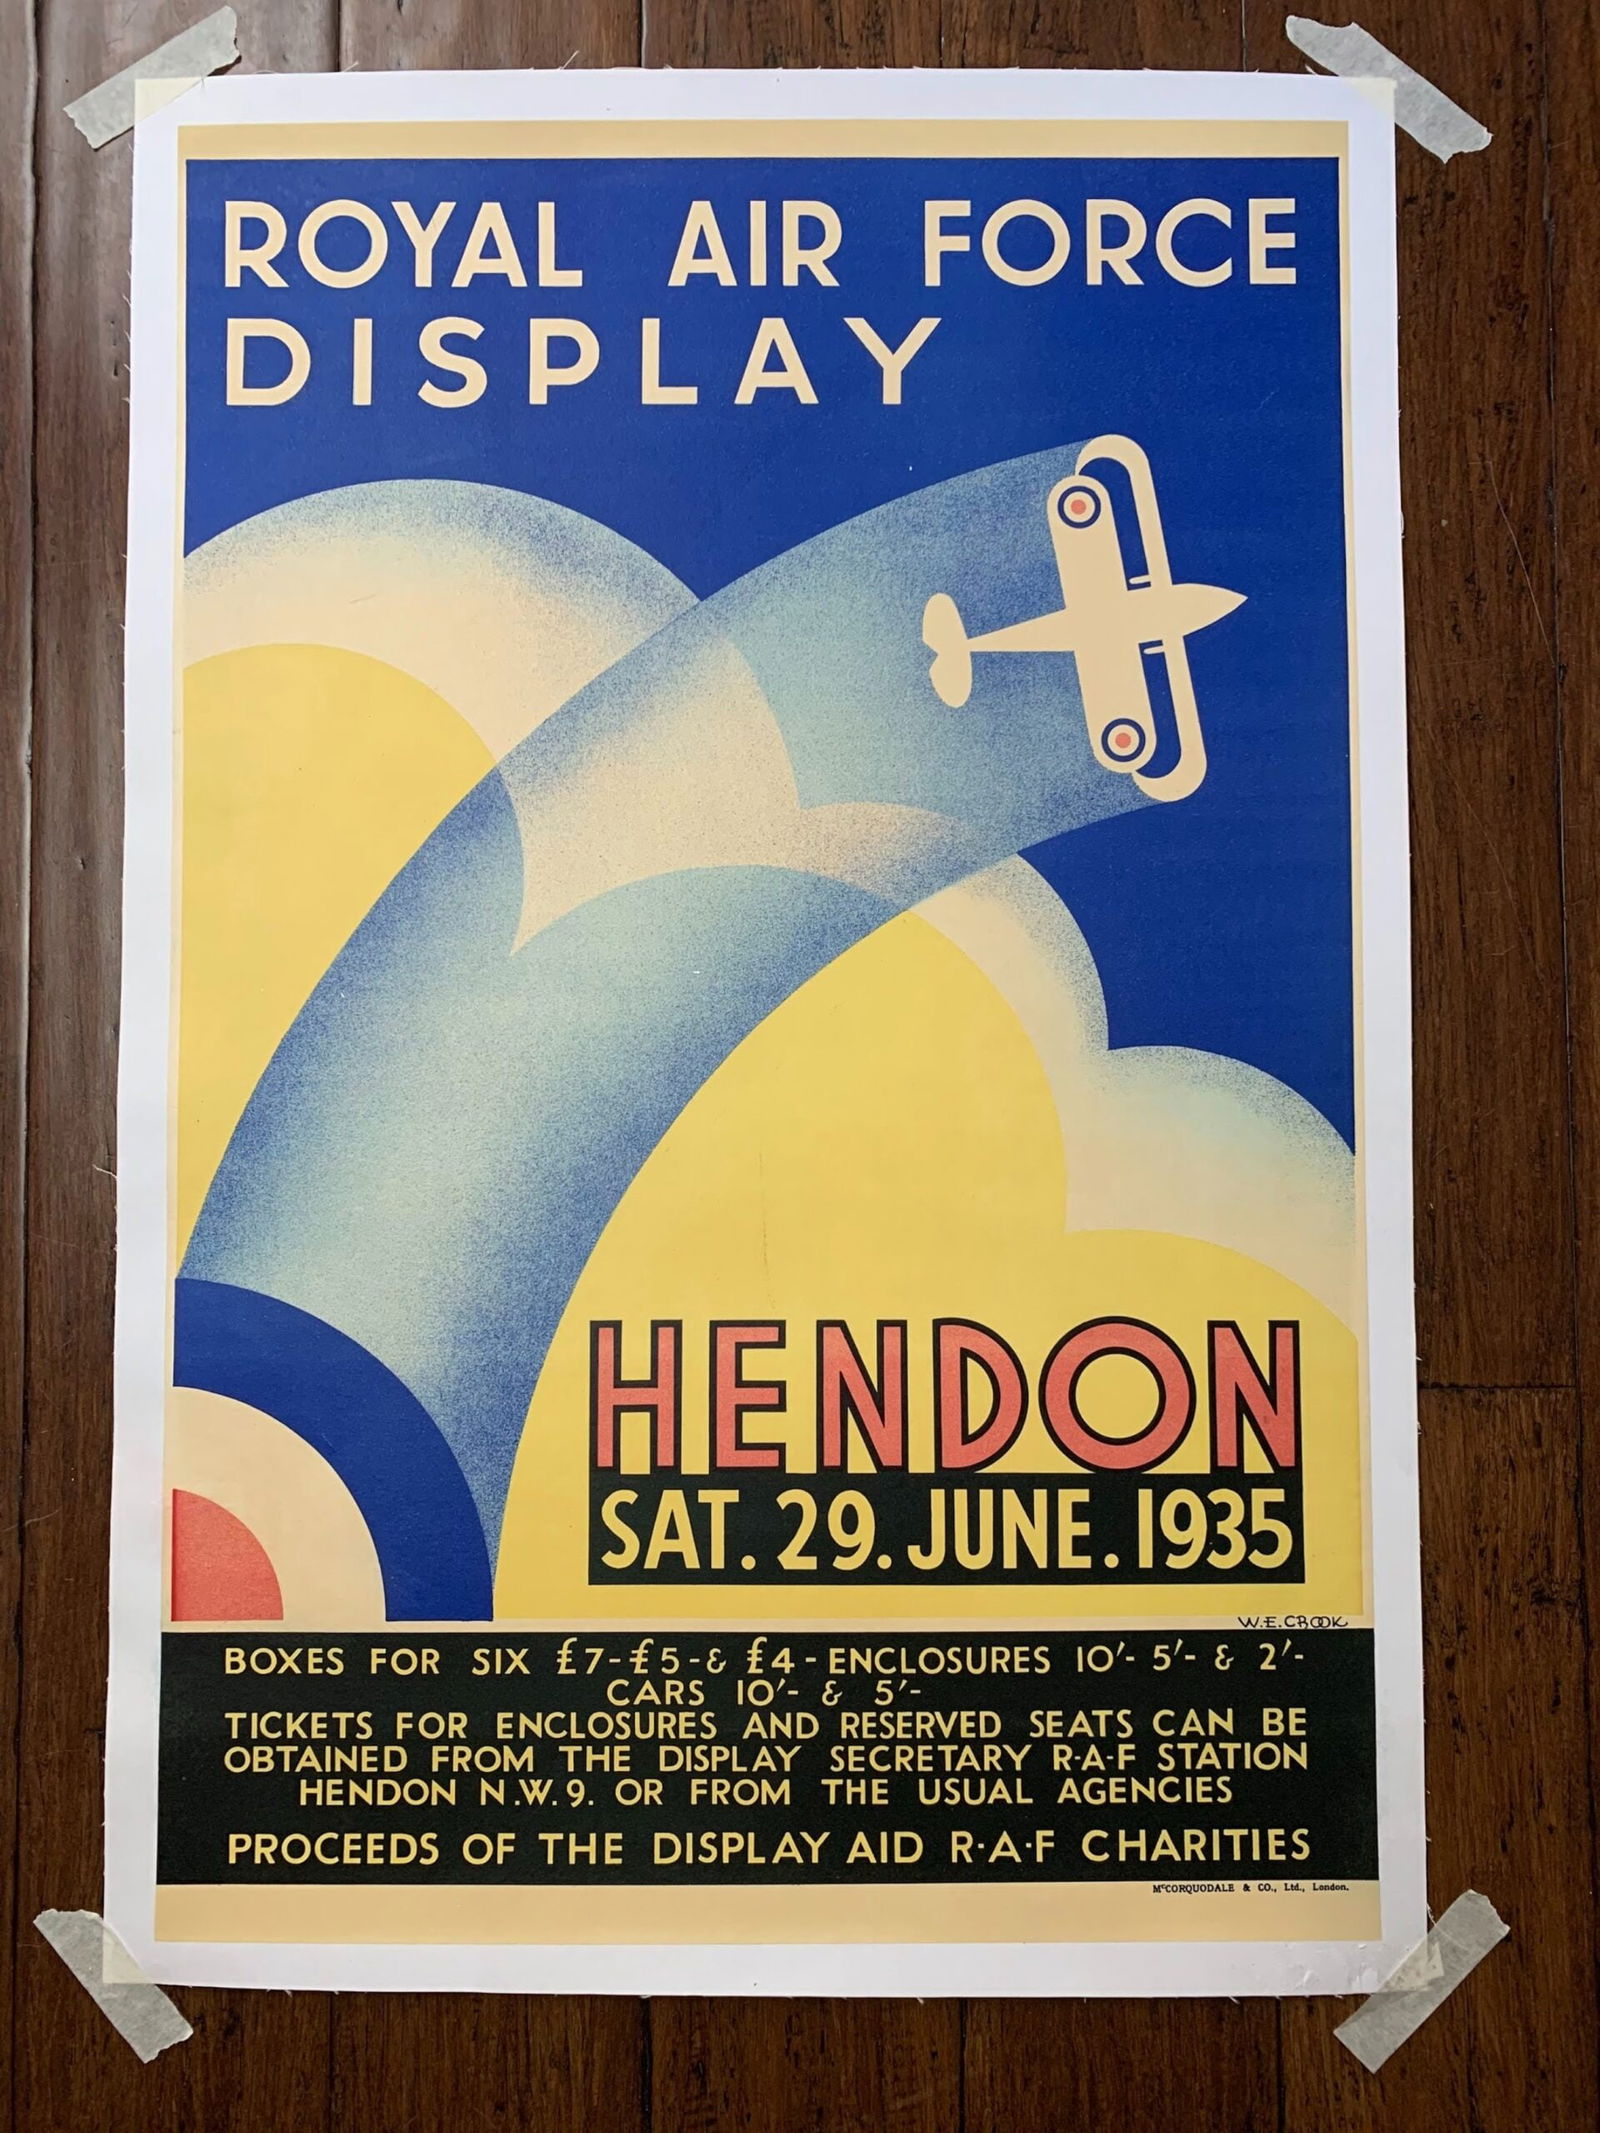 ROYAL AIR FORCE
DISPLAY
HENDON
SAT. 29. JUNE. 1935
W.E.CROOK
BOXES FOR SIX £7-£5-& £4-ENCLOSURES 10/- 5/- & 2/-
CARS 10/- & 5/-
TICKETS FOR ENCLOSURES AND RESERVED SEATS CAN BE
OBTAINED FROM THE DISPLAY SECRETARY R·A·F STATION
HENDON N.W.9. OR FROM THE USUAL AGENCIES
PROCEEDS OF THE DISPLAY AID R·A·F CHARITIES
McCORQUODALE & CO., Ltd., London.